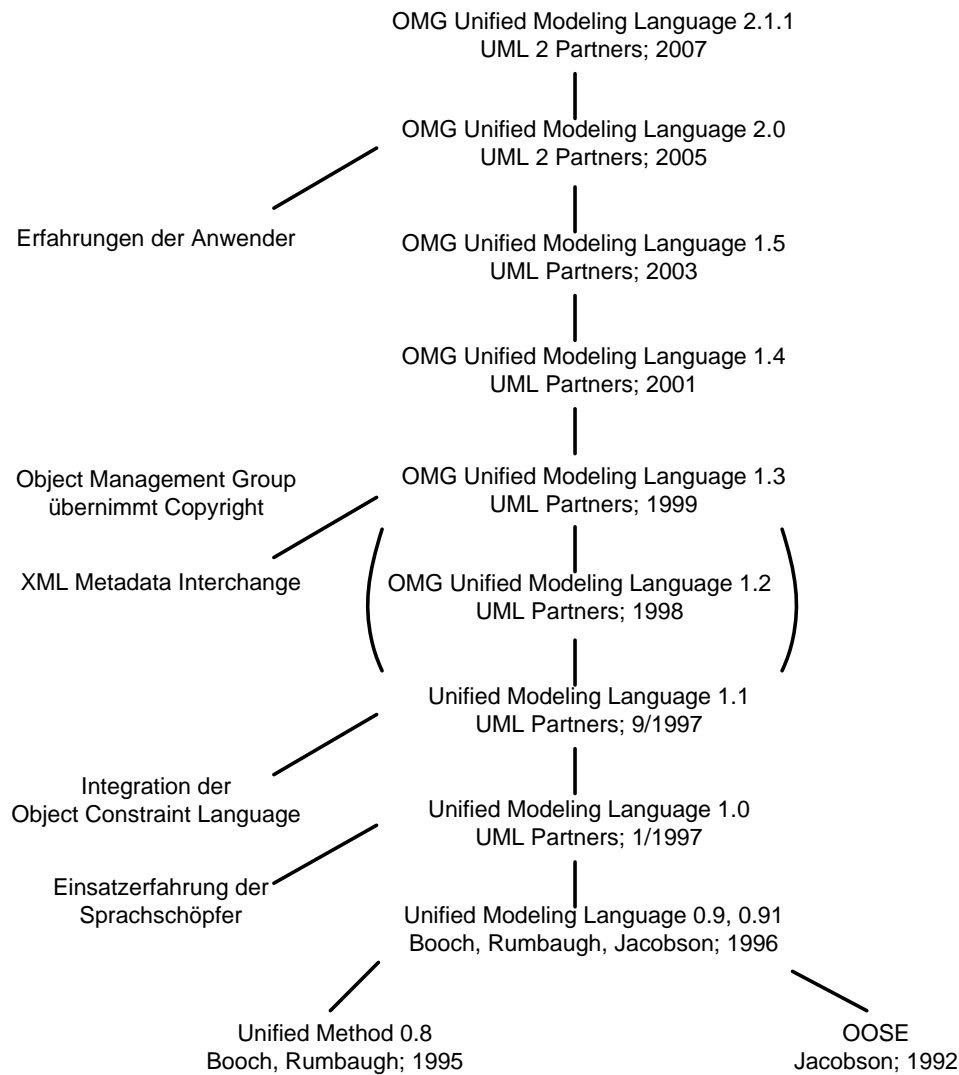 OMG Unified Modeling Language 2.1.1
UML 2 Partners; 2007
OMG Unified Modeling Language 2.0
UML 2 Partners; 2005
Erfahrungen der Anwender
OMG Unified Modeling Language 1.5
UML Partners; 2003
OMG Unified Modeling Language 1.4
UML Partners; 2001
Object Management Group
übernimmt Copyright
OMG Unified Modeling Language 1.3
UML Partners; 1999
XML Metadata Interchange
OMG Unified Modeling Language 1.2
UML Partners; 1998
Unified Modeling Language 1.1
UML Partners; 9/1997
Integration der
Object Constraint Language
Unified Modeling Language 1.0
UML Partners; 1/1997
Einsatzerfahrung der
Sprachschöpfer
Unified Modeling Language 0.9, 0.91
Booch, Rumbaugh, Jacobson; 1996
Unified Method 0.8
Booch, Rumbaugh; 1995
OOSE
Jacobson; 1992